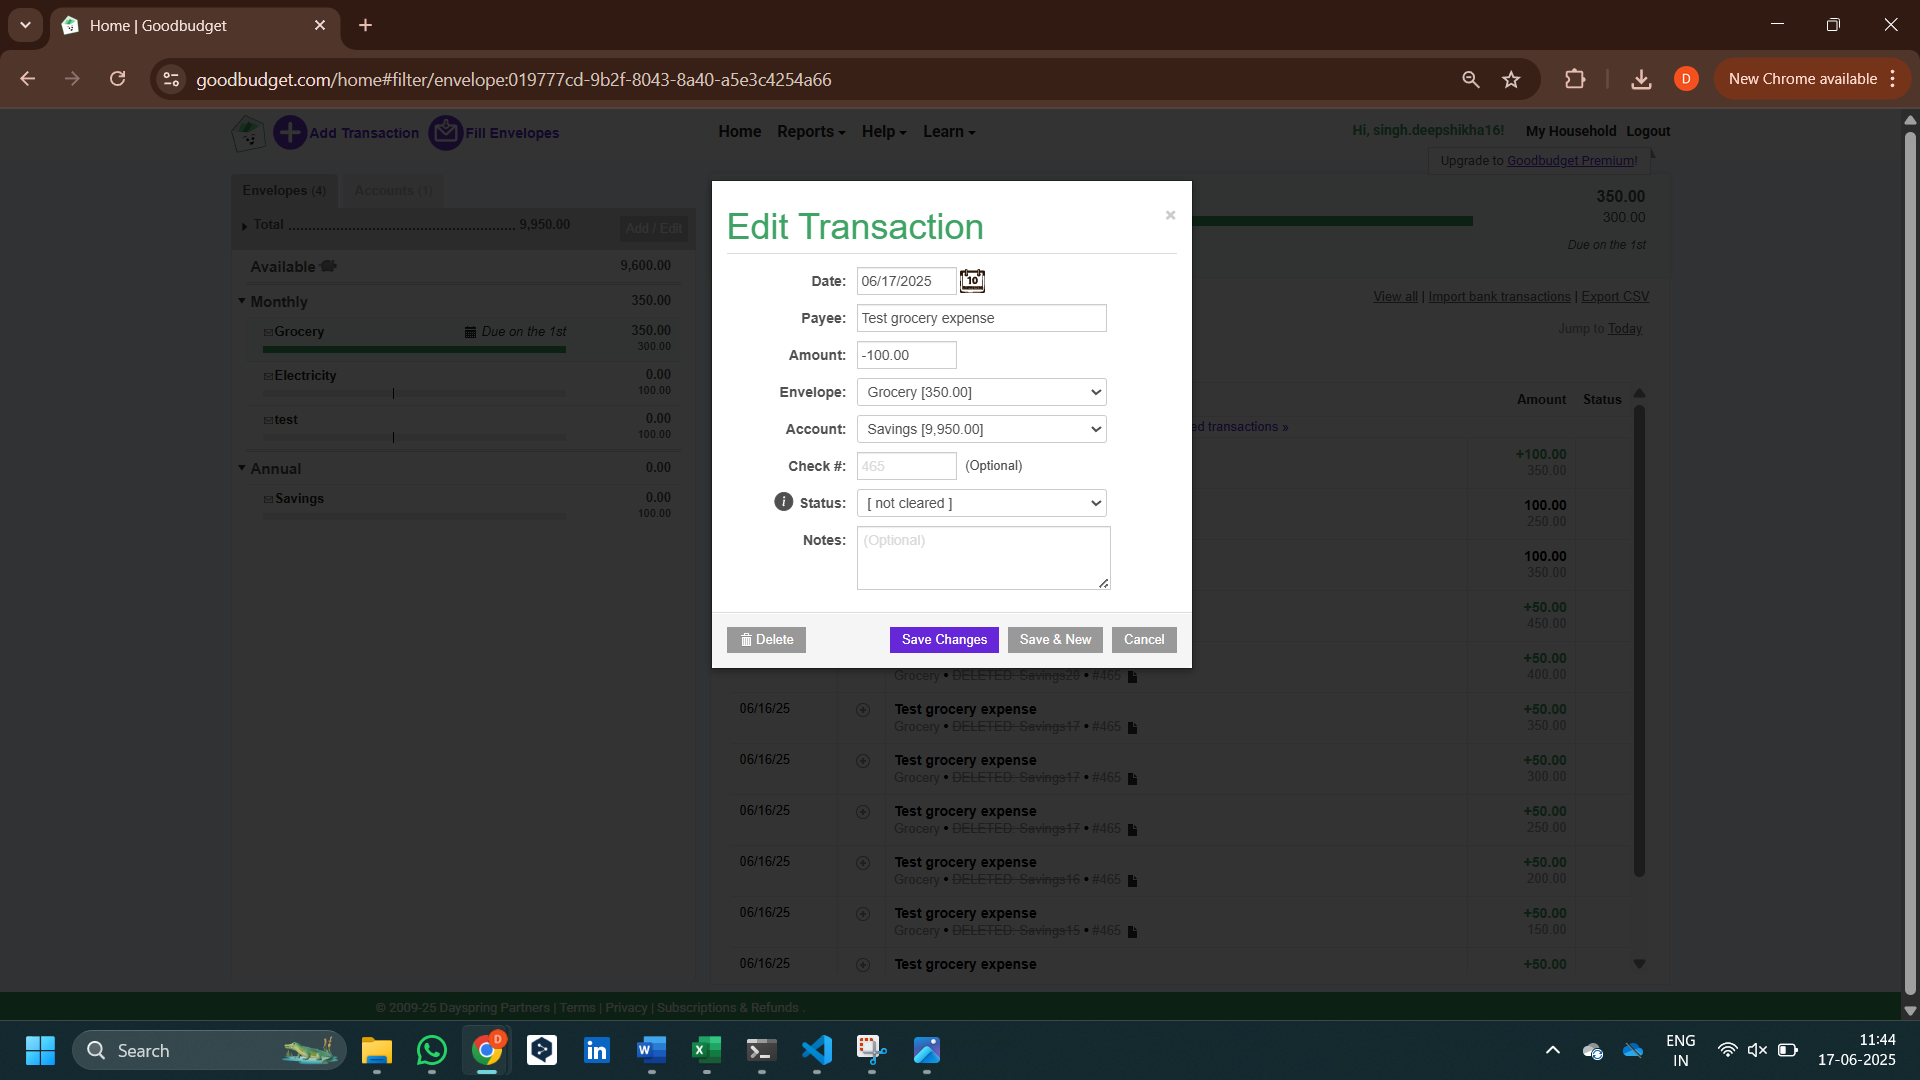 Home | Goodbudget
goodbudget.com/home#filter/envelope:019777cd-9b2f-8043-8a40-a5e3c4254a66
D
New Chrome available
Add Transaction
Fill Envelopes
Home
Reports
Help
Learn
Hi, singh.deepshikha16!
My Household
Logout
Upgrade to Goodbudget Premium!
Envelopes (4)
Accounts (1)
Total
9,950.00
Add / Edit
Available
9,600.00
Monthly
350.00
Grocery
Due on the 1st
350.00
300.00
Electricity
0.00
100.00
test
0.00
100.00
Annual
0.00
Savings
0.00
100.00
350.00
300.00
Due on the 1st
View all | Import bank transactions | Export CSV
Jump to Today
Edit Transaction
×
Date:
06/17/2025
10
Payee:
Test grocery expense
Amount:
-100.00
Envelope:
Grocery [350.00]
Account:
Savings [9,950.00]
Check #:
465
(Optional)
Status:
[ not cleared ]
Notes:
(Optional)
Delete
Save Changes
Save & New
Cancel
Amount
Status
ed transactions »
+100.00
350.00
100.00
250.00
100.00
350.00
+50.00
450.00
+50.00
Grocery • DELETED: Savings20 • #465
400.00
06/16/25
Test grocery expense
+50.00
Grocery • DELETED: Savings17 • #465
350.00
06/16/25
Test grocery expense
+50.00
Grocery • DELETED: Savings17 • #465
300.00
06/16/25
Test grocery expense
+50.00
Grocery • DELETED: Savings17 • #465
250.00
06/16/25
Test grocery expense
+50.00
Grocery • DELETED: Savings16 • #465
200.00
06/16/25
Test grocery expense
+50.00
Grocery • DELETED: Savings15 • #465
150.00
06/16/25
Test grocery expense
+50.00
© 2009-25 Dayspring Partners | Terms | Privacy | Subscriptions & Refunds .
Search
D
in
W
X
ENG
IN
11:44
17-06-2025